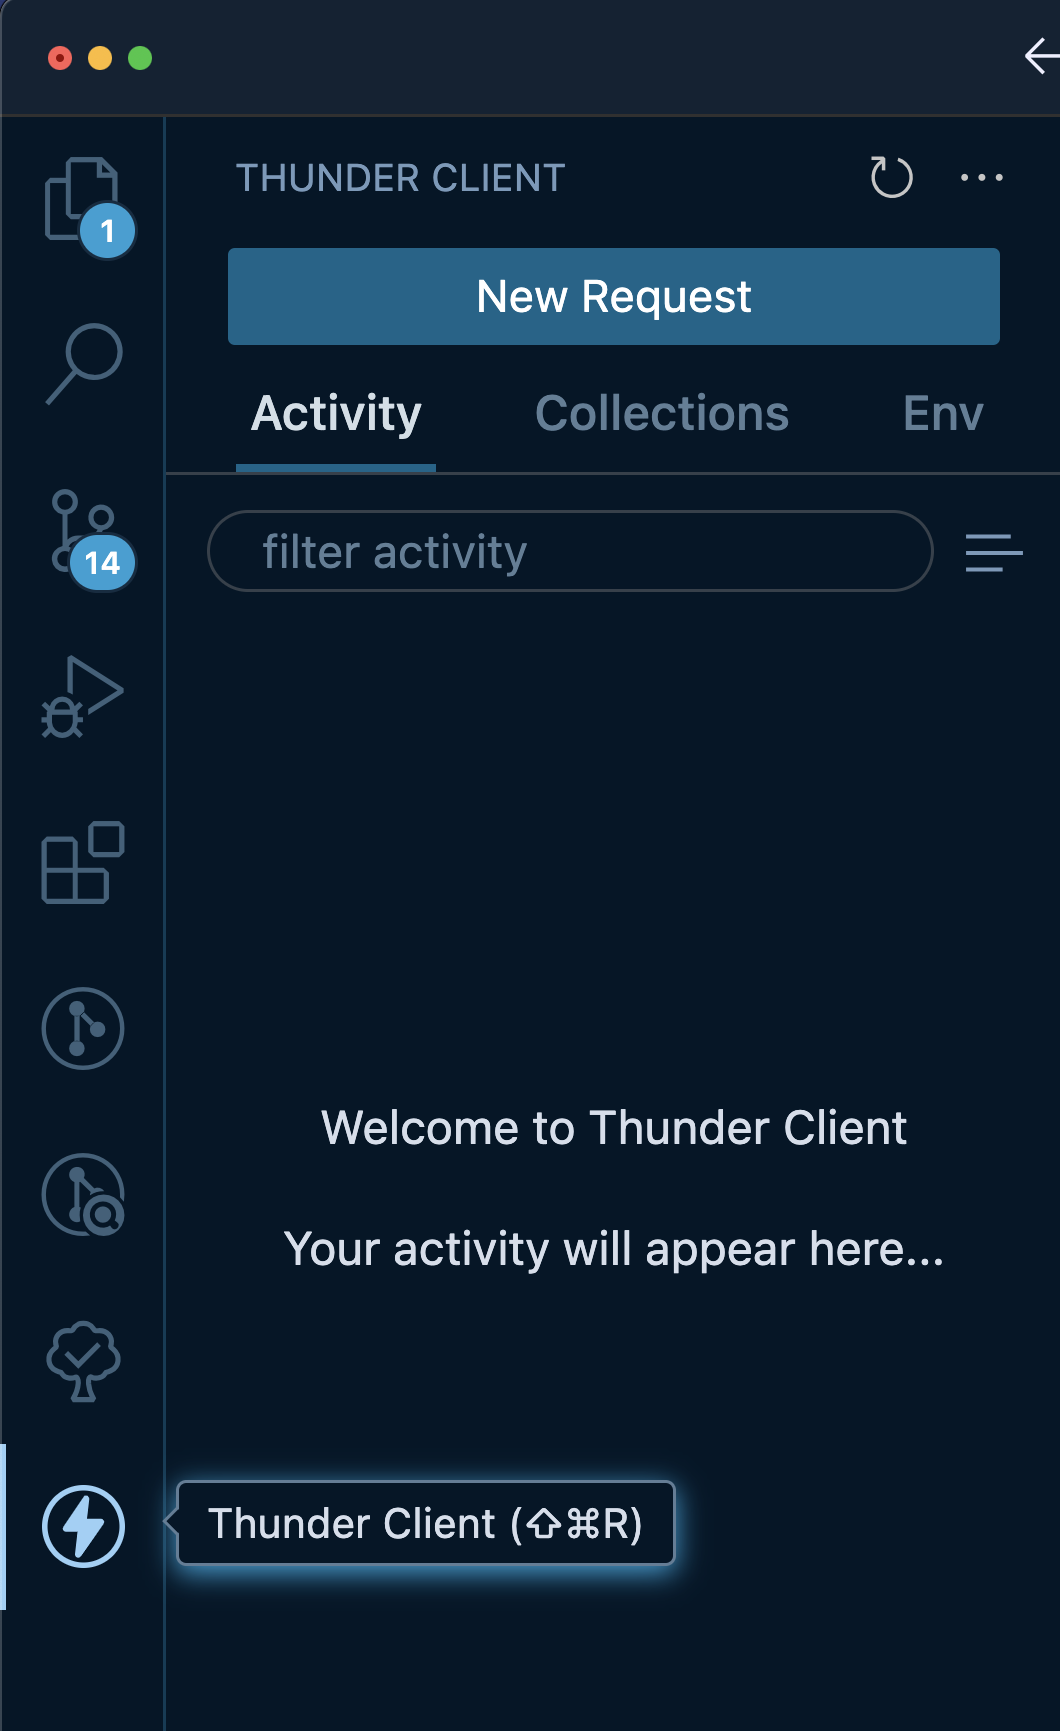 THUNDER CLIENT
1
New Request
Activity Collections Env
filter activity
14
Welcome to Thunder Client
Your activity will appear here...
Thunder Client (⇧⌘R)